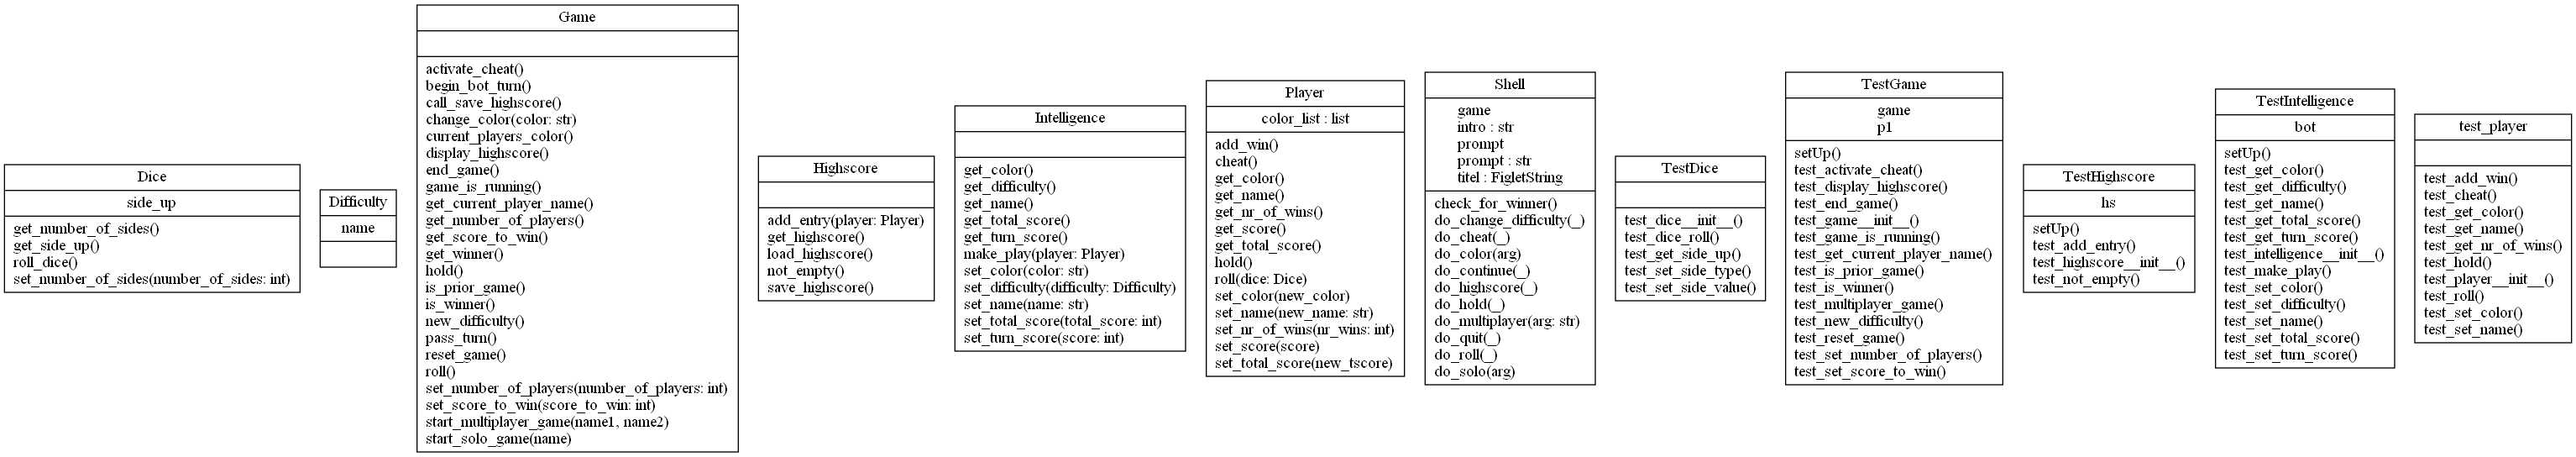 Dice
side_up
get_number_of_sides()
get_side_up()
roll_dice()
set_number_of_sides(number_of_sides: int)
Difficulty
name
Game
activate_cheat()
begin_bot_turn()
call_save_highscore()
change_color(color: str)
current_players_color()
display_highscore()
end_game()
game_is_running()
get_current_player_name()
get_number_of_players()
get_score_to_win()
get_winner()
hold()
is_prior_game()
is_winner()
new_difficulty()
pass_turn()
reset_game()
roll()
set_number_of_players(number_of_players: int)
set_score_to_win(score_to_win: int)
start_multiplayer_game(name1, name2)
start_solo_game(name)
Highscore
add_entry(player: Player)
get_highscore()
load_highscore()
not_empty()
save_highscore()
Intelligence
get_color()
get_difficulty()
get_name()
get_total_score()
get_turn_score()
make_play(player: Player)
set_color(color: str)
set_difficulty(difficulty: Difficulty)
set_name(name: str)
set_total_score(total_score: int)
set_turn_score(score: int)
Player
color_list : list
add_win()
cheat()
get_color()
get_name()
get_nr_of_wins()
get_score()
get_total_score()
hold()
roll(dice: Dice)
set_color(new_color)
set_name(new_name: str)
set_nr_of_wins(nr_wins: int)
set_score(score)
set_total_score(new_tscore)
Shell
game
intro : str
prompt
prompt : str
titel : FigletString
check_for_winner()
do_change_difficulty(_)
do_cheat(_)
do_color(arg)
do_continue(_)
do_highscore(_)
do_hold(_)
do_multiplayer(arg: str)
do_quit(_)
do_roll(_)
do_solo(arg)
TestDice
test_dice__init__()
test_dice_roll()
test_get_side_up()
test_set_side_type()
test_set_side_value()
TestGame
game
p1
setUp()
test_activate_cheat()
test_display_highscore()
test_end_game()
test_game__init__()
test_game_is_running()
test_get_current_player_name()
test_is_prior_game()
test_is_winner()
test_multiplayer_game()
test_new_difficulty()
test_reset_game()
test_set_number_of_players()
test_set_score_to_win()
TestHighscore
hs
setUp()
test_add_entry()
test_highscore__init__()
test_not_empty()
TestIntelligence
bot
setUp()
test_get_color()
test_get_difficulty()
test_get_name()
test_get_total_score()
test_get_turn_score()
test_intelligence__init__()
test_make_play()
test_set_color()
test_set_difficulty()
test_set_name()
test_set_total_score()
test_set_turn_score()
test_player
test_add_win()
test_cheat()
test_get_color()
test_get_name()
test_get_nr_of_wins()
test_hold()
test_player__init__()
test_roll()
test_set_color()
test_set_name()